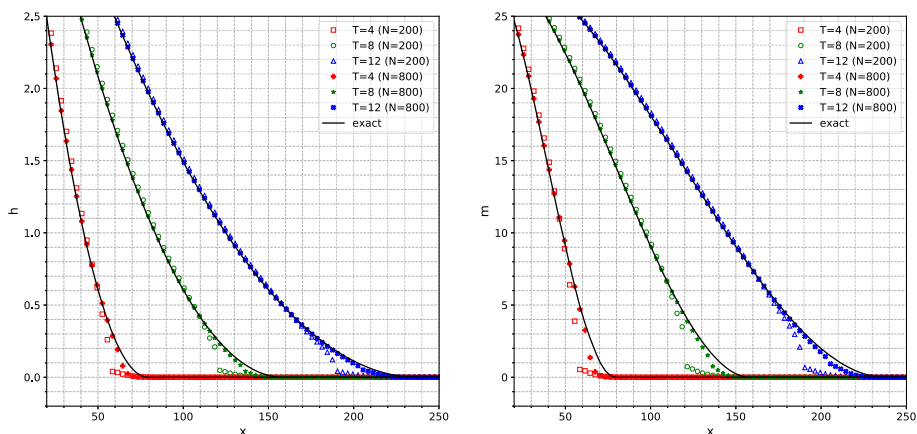 2.5
2.0
1.5
1.0
0.5
0.0
h
50
100
150
200
250
x
T=4 (N=200)
T=8 (N=200)
T=12 (N=200)
T=4 (N=800)
T=8 (N=800)
T=12 (N=800)
exact
25
20
15
10
5
0
m
50
100
150
200
250
x
T=4 (N=200)
T=8 (N=200)
T=12 (N=200)
T=4 (N=800)
T=8 (N=800)
T=12 (N=800)
exact